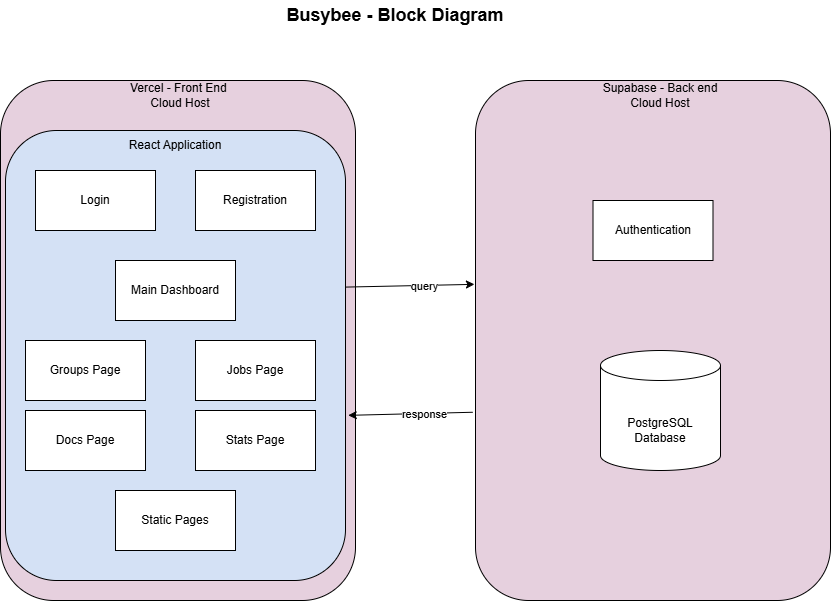 Busybee - Block Diagram
Vercel - Front End
Cloud Host
React Application
Login
Registration
Main Dashboard
Groups Page
Jobs Page
Docs Page
Stats Page
Static Pages
query
response
Supabase - Back end
Cloud Host
Authentication
PostgreSQL
Database